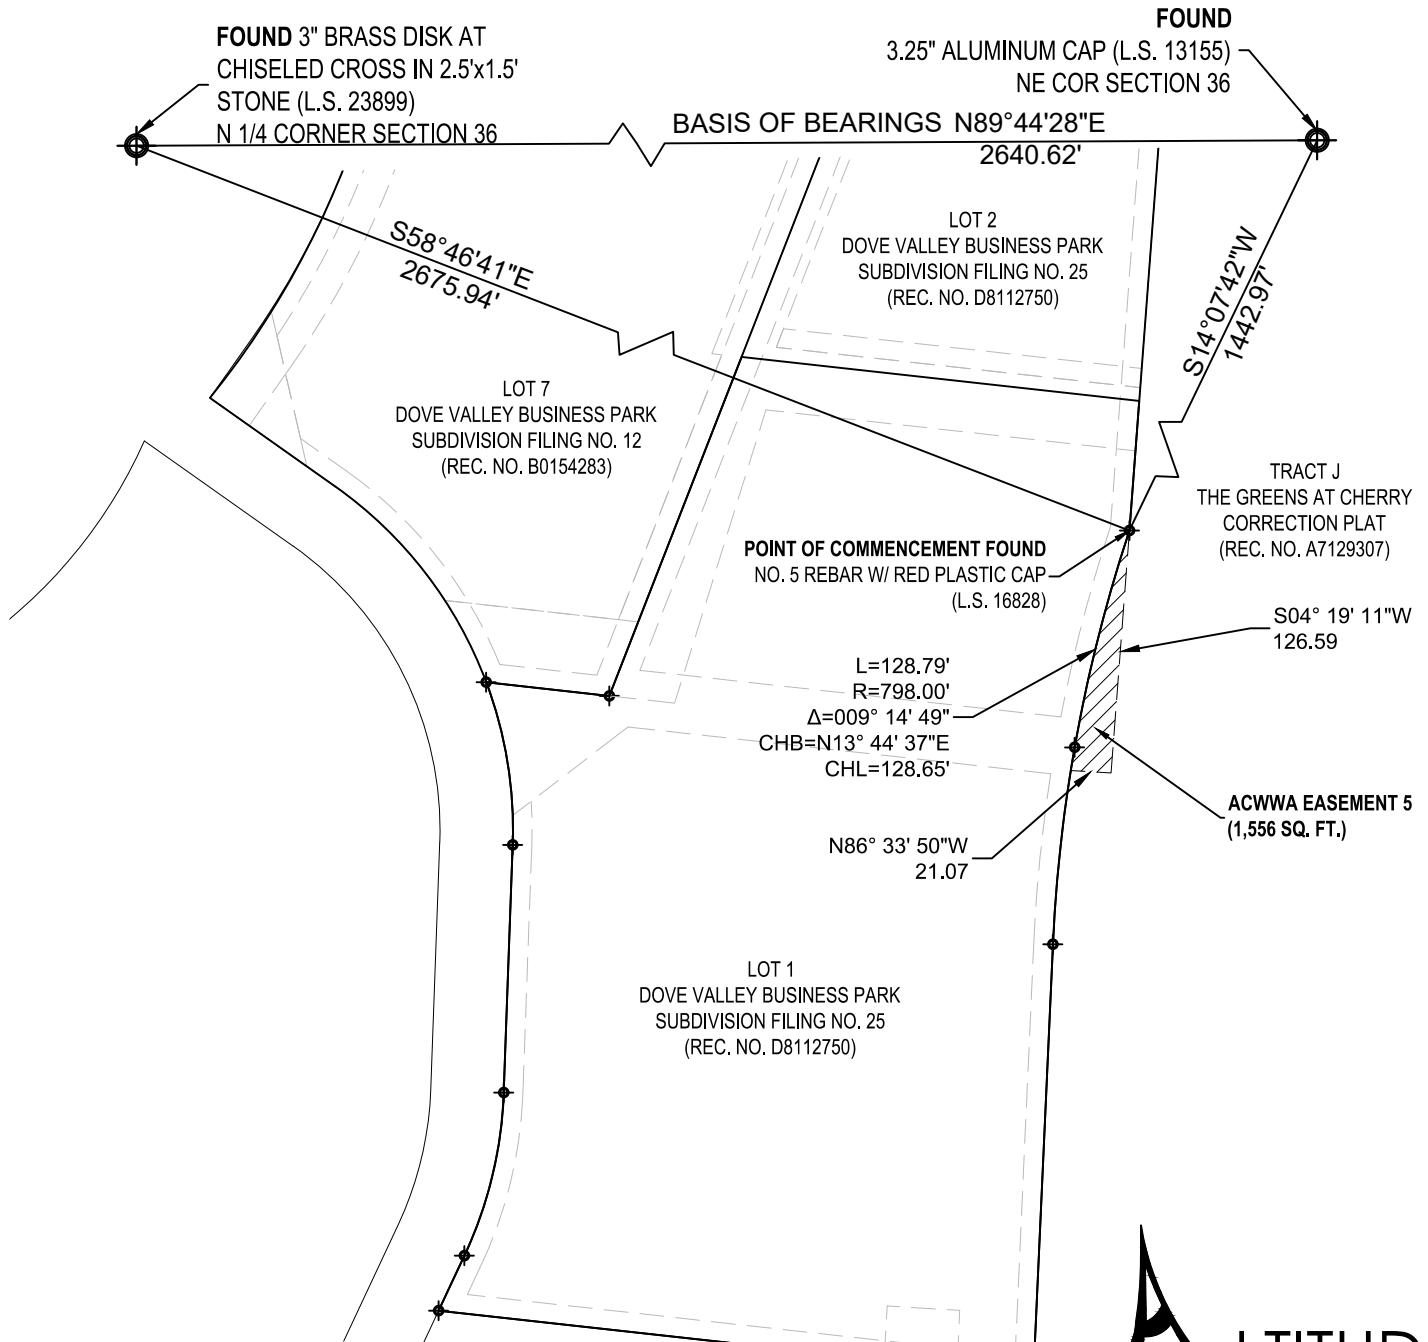 FOUND 3" BRASS DISK AT
CHISELED CROSS IN 2.5'x1.5'
STONE (L.S. 23899)
N 1/4 CORNER SECTION 36
FOUND
3.25" ALUMINUM CAP (L.S. 13155)
NE COR SECTION 36
BASIS OF BEARINGS N89°44'28"E
2640.62'
S58°46'41"E
2675.94'
LOT 2
DOVE VALLEY BUSINESS PARK
SUBDIVISION FILING NO. 25
(REC. NO. D8112750)
S14°07'42"W
1442.97'
LOT 7
DOVE VALLEY BUSINESS PARK
SUBDIVISION FILING NO. 12
(REC. NO. B0154283)
TRACT J
THE GREENS AT CHERRY
CORRECTION PLAT
(REC. NO. A7129307)
POINT OF COMMENCEMENT FOUND
NO. 5 REBAR W/ RED PLASTIC CAP
(L.S. 16828)
S04° 19' 11"W
126.59
L=128.79'
R=798.00'
Δ=009° 14' 49"
CHB=N13° 44' 37"E
CHL=128.65'
ACWWA EASEMENT 5
(1,556 SQ. FT.)
N86° 33' 50"W
21.07
LOT 1
DOVE VALLEY BUSINESS PARK
SUBDIVISION FILING NO. 25
(REC. NO. D8112750)